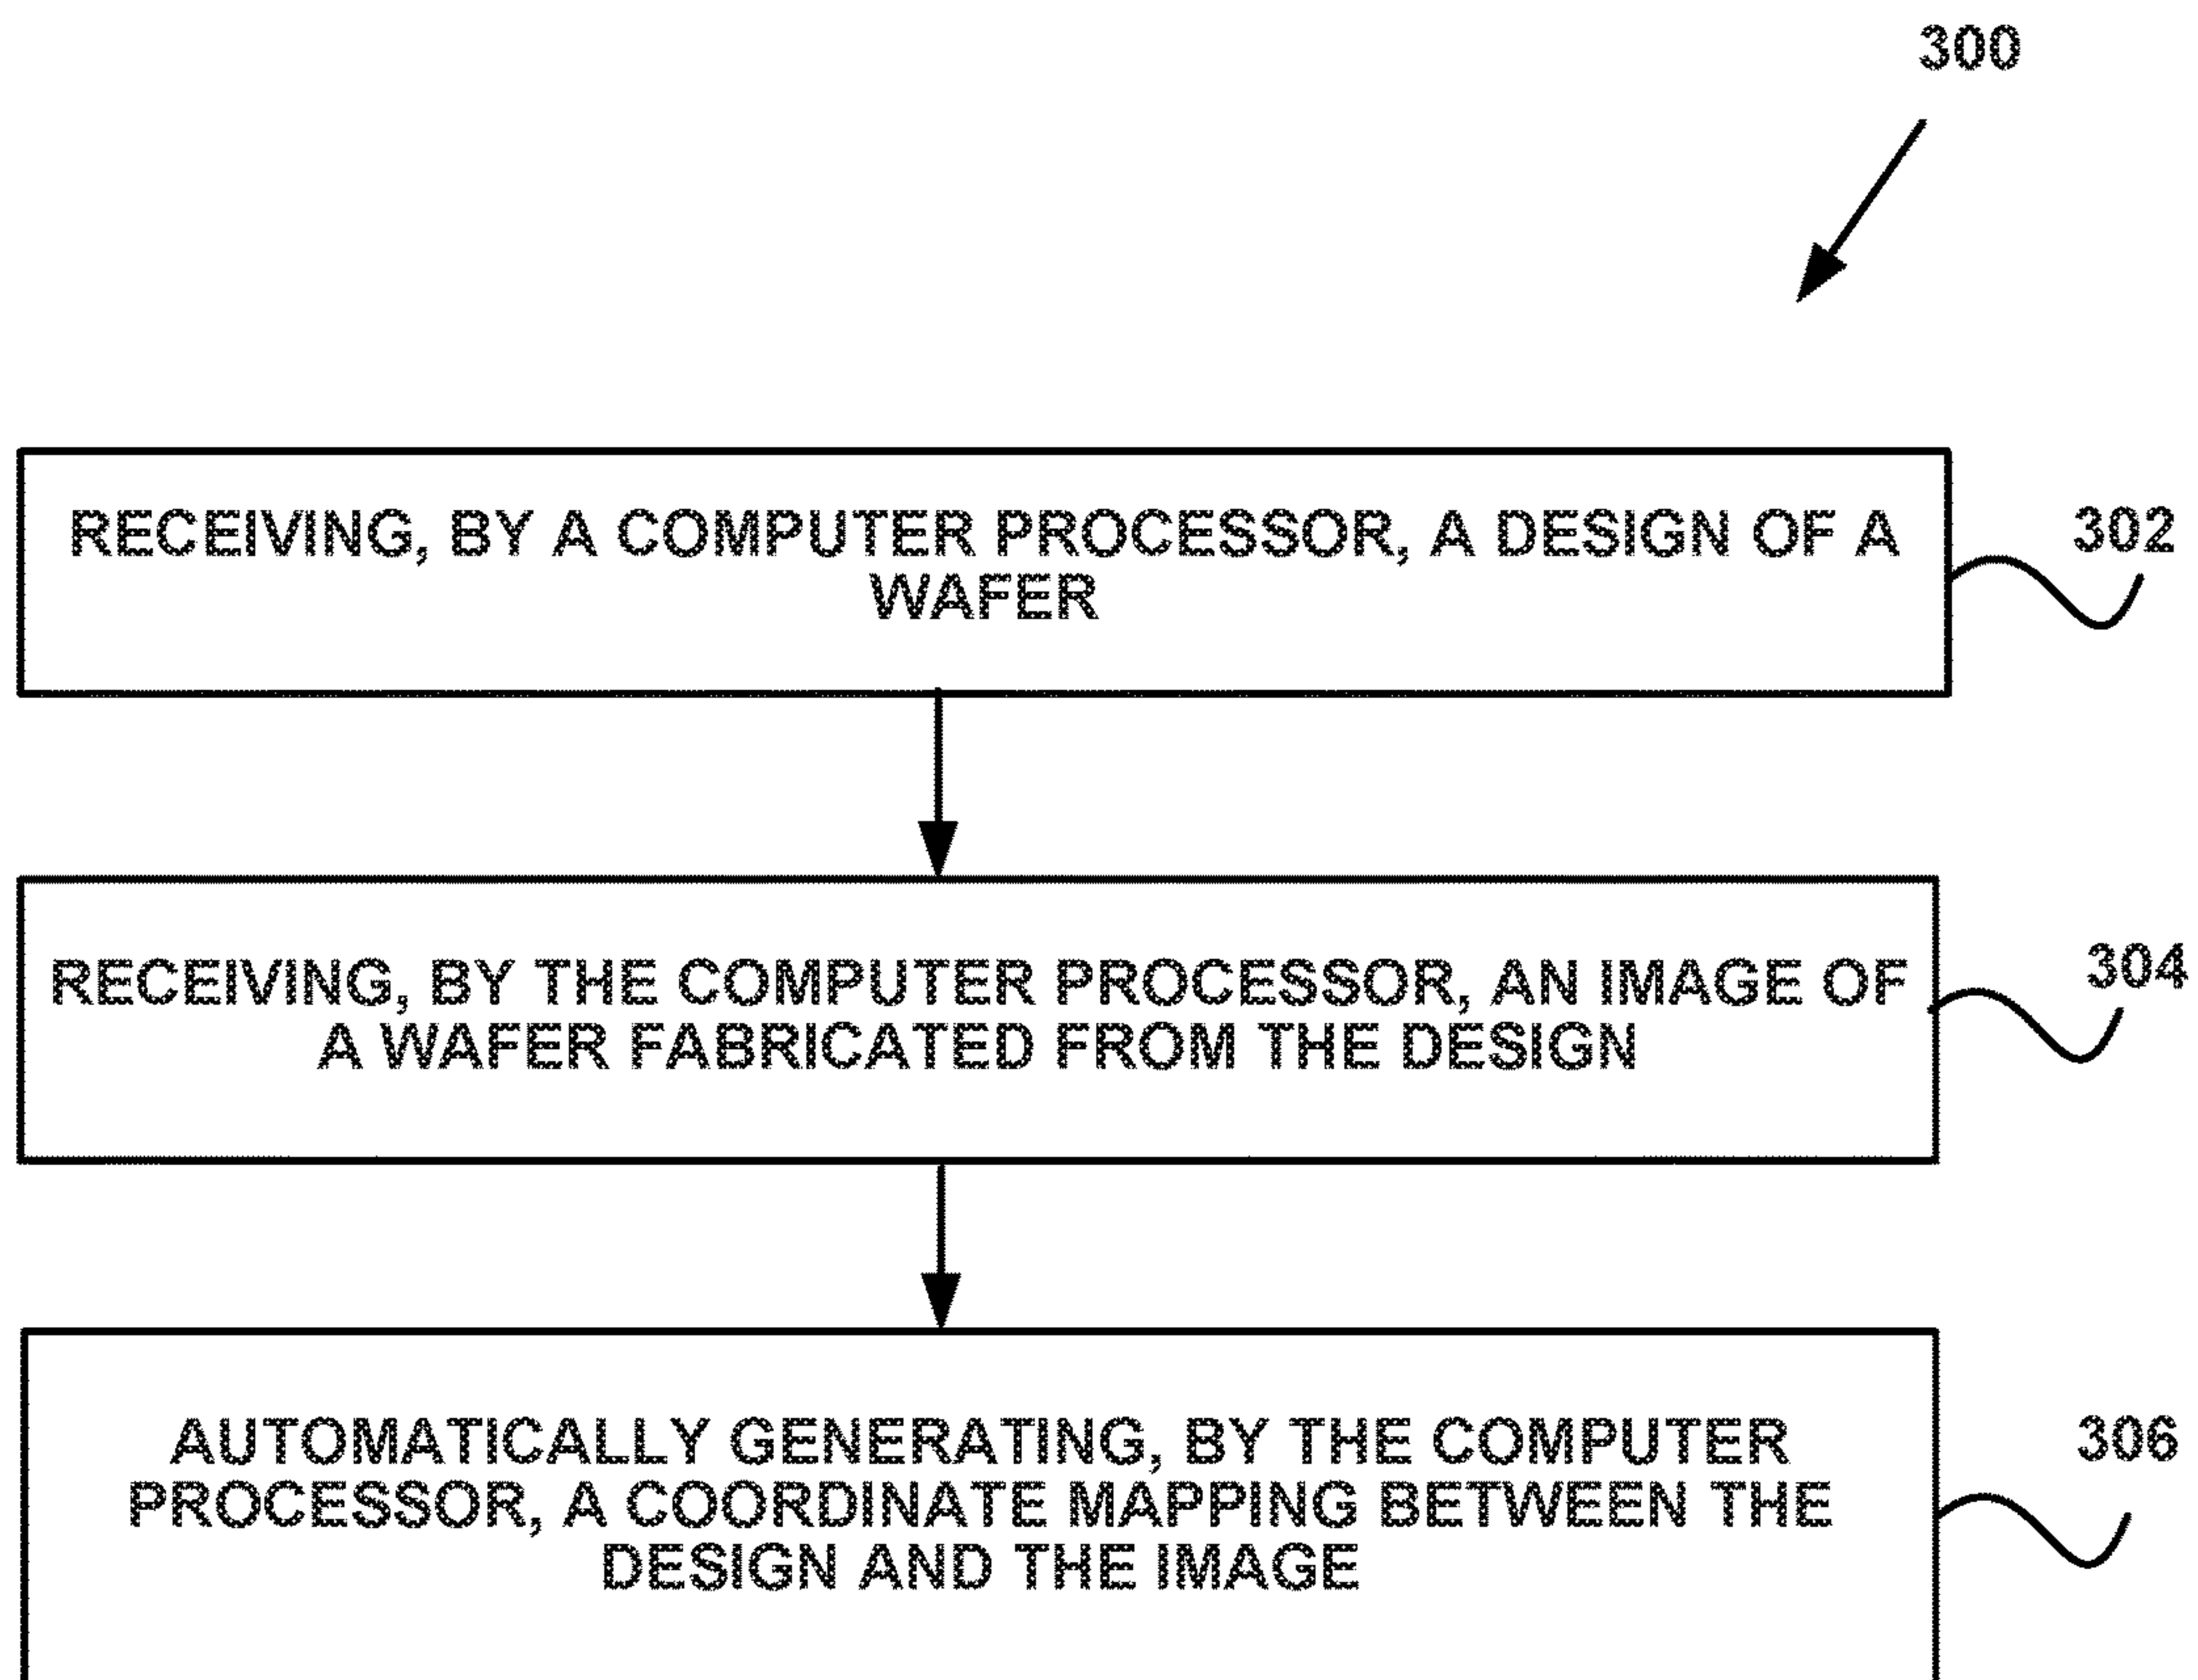 300
RECEIVING, BY A COMPUTER PROCESSOR, A DESIGN OF A
WAFER
302
RECEIVING, BY THE COMPUTER PROCESSOR, AN IMAGE OF
A WAFER FABRICATED FROM THE DESIGN
304
AUTOMATICALLY GENERATING, BY THE COMPUTER
PROCESSOR, A COORDINATE MAPPING BETWEEN THE
DESIGN AND THE IMAGE
306